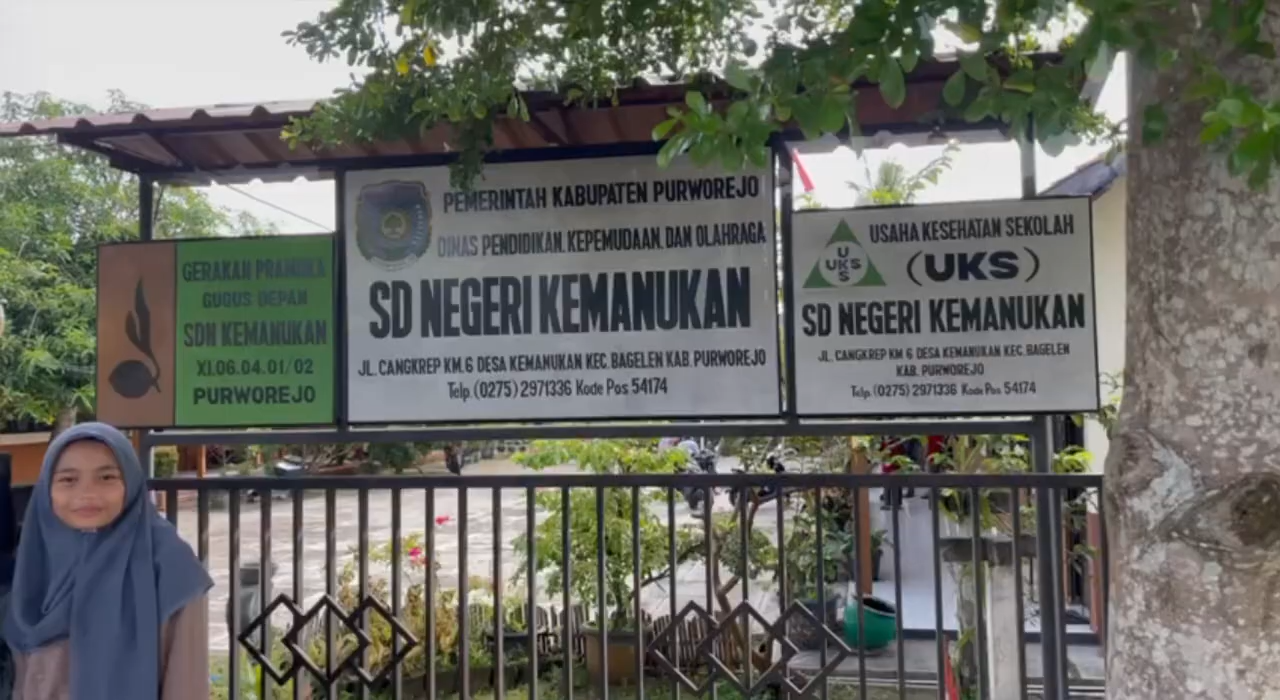 GERAKAN PRAMUKA
GUGUS DEPAN
SDN KEMANUKAN
XI.06.04.01/02
PURWOREJO
PEMERINTAH KABUPATEN PURWOREJO
DINAS PENDIDIKAN, KEPEMUDAAN, DAN OLAHRAGA
SD NEGERI KEMANUKAN
JL. CANGKREP KM. 6 DESA KEMANUKAN KEC. BAGELEN KAB. PURWOREJO
Telp. (0275) 2971336 Kode Pos 54174
U
UKS
S
USAHA KESEHATAN SEKOLAH
(UKS)
SD NEGERI KEMANUKAN
JL. CANGKREP KM. 6 DESA KEMANUKAN KEC. BAGELEN
KAB. PURWOREJO
Telp. (0275) 2971336 Kode Pos 54174